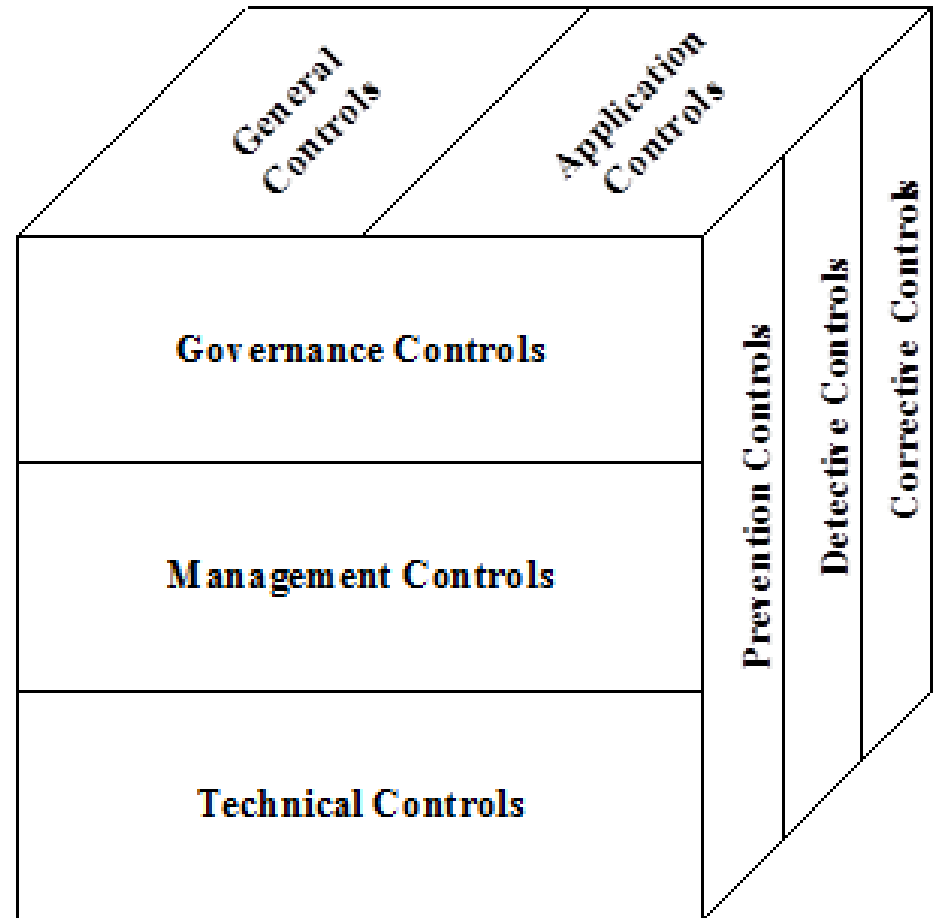 General
Controls
Application
Controls
Governance Controls
Management Controls
Technical Controls
Prevention Controls
Detective Controls
Corrective Controls